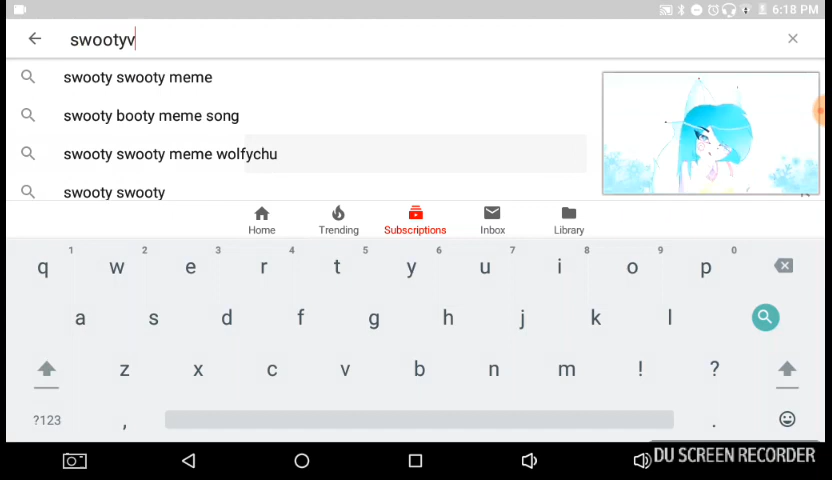 6:18 PM
swootyv
swooty swooty meme
swooty booty meme song
swooty swooty meme wolfychu
swooty swooty
Home Trending Subscriptions Inbox Library
1 2 3 4 5 6 7 8 9 0
q w e r t y u i o p
a s d f g h j k l
z x c v b n m ! ?
?123 , .
DU SCREEN RECORDER